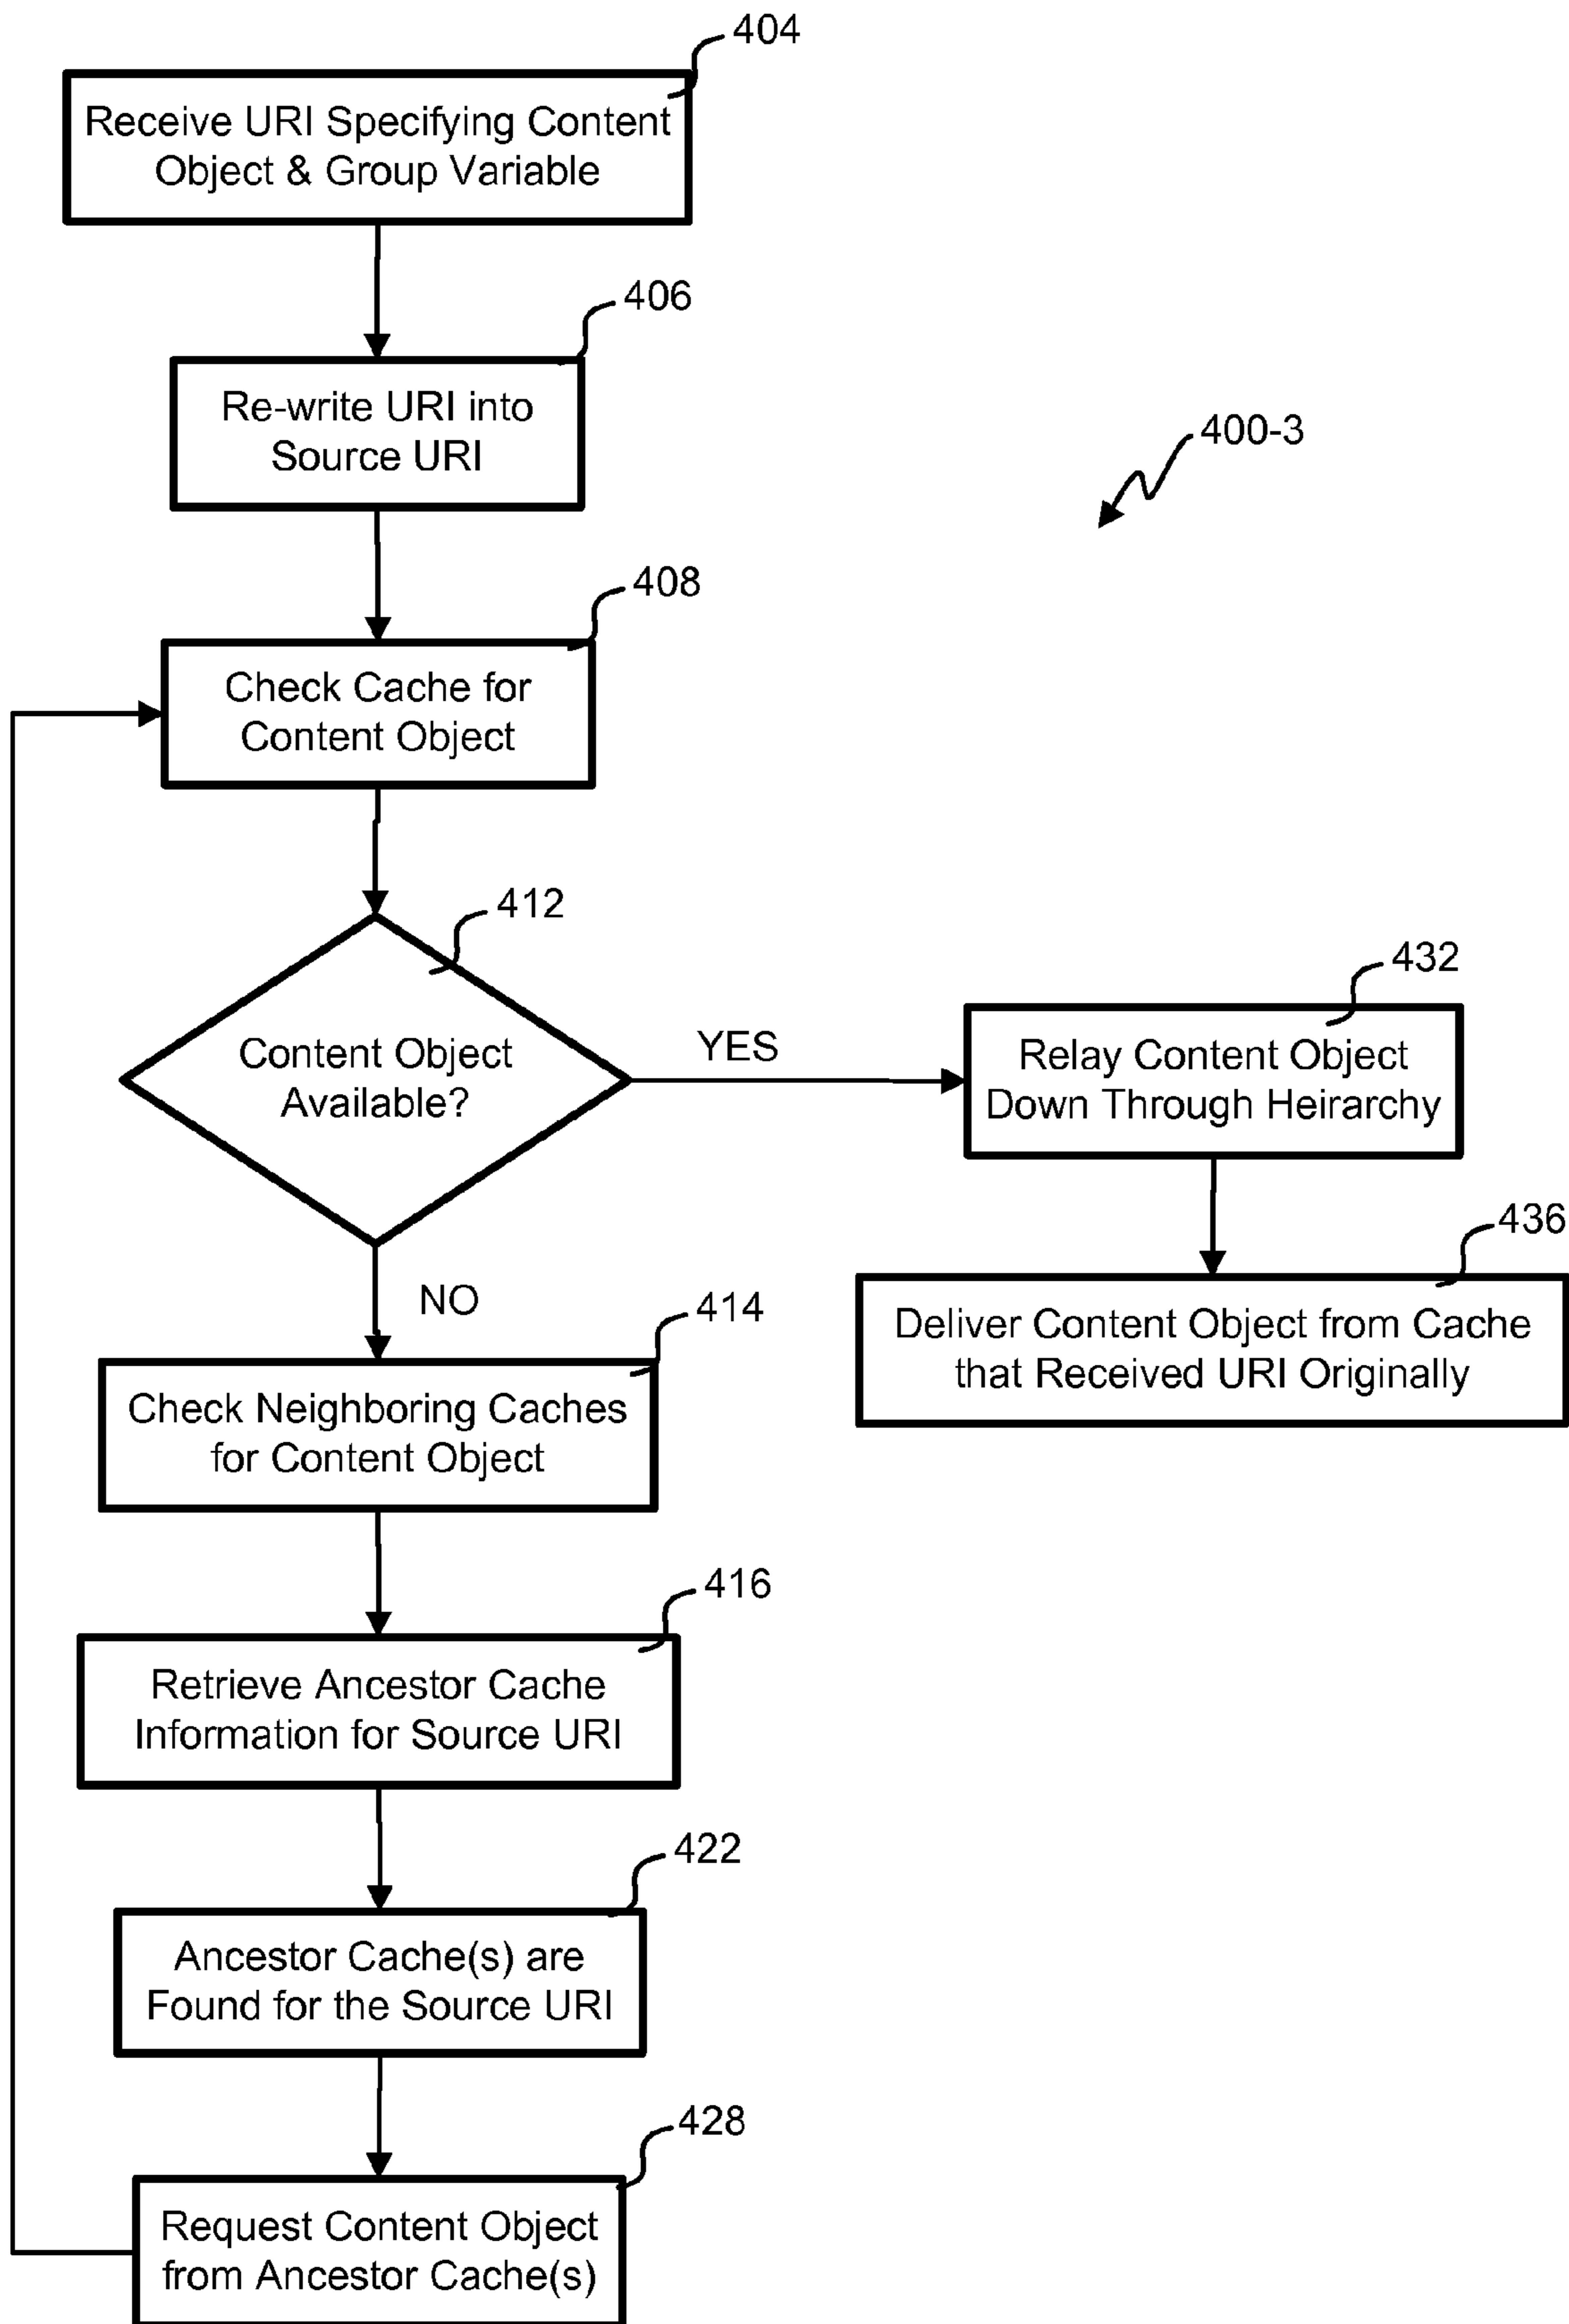 404
Receive URI Specifying Content
Object & Group Variable
406
Re-write URI into
Source URI
400-3
408
Check Cache for
Content Object
412
Content Object
Available?
YES
432
Relay Content Object
Down Through Heirarchy
436
Deliver Content Object from Cache
that Received URI Originally
NO
414
Check Neighboring Caches
for Content Object
416
Retrieve Ancestor Cache
Information for Source URI
422
Ancestor Cache(s) are
Found for the Source URI
428
Request Content Object
from Ancestor Cache(s)